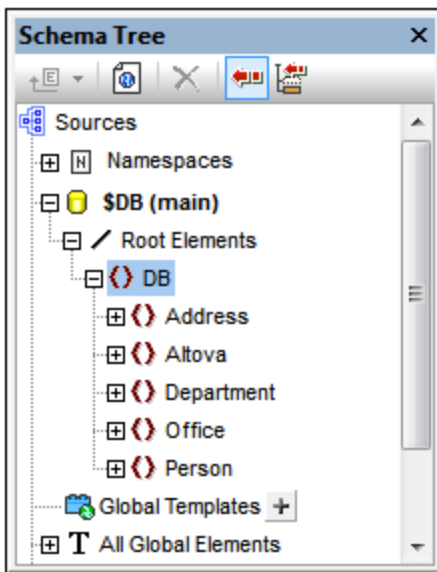 Schema Tree
Sources
Namespaces
$DB (main)
Root Elements
DB
Address
Altova
Department
Office
Person
Global Templates
All Global Elements